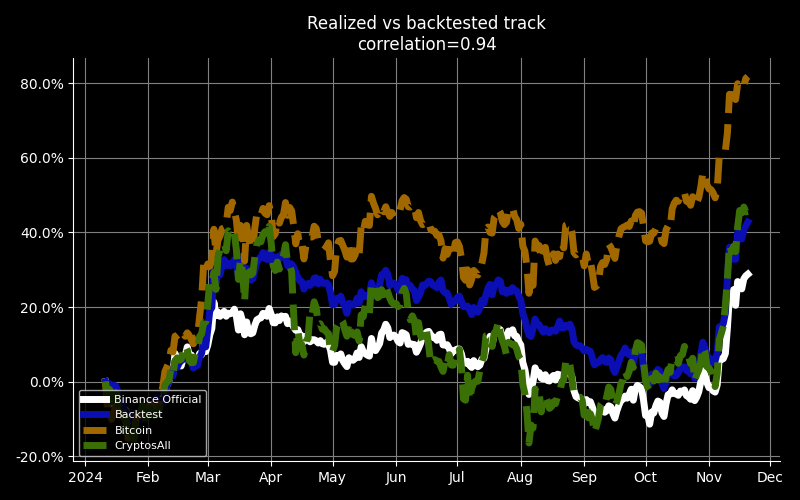 Realized vs backtested track
correlation=0.94
80.0%
60.0%
40.0%
20.0%
0.0%
-20.0%
Binance Official
Backtest
Bitcoin
CryptosAll
2024 Feb Mar Apr May Jun Jul Aug Sep Oct Nov Dec